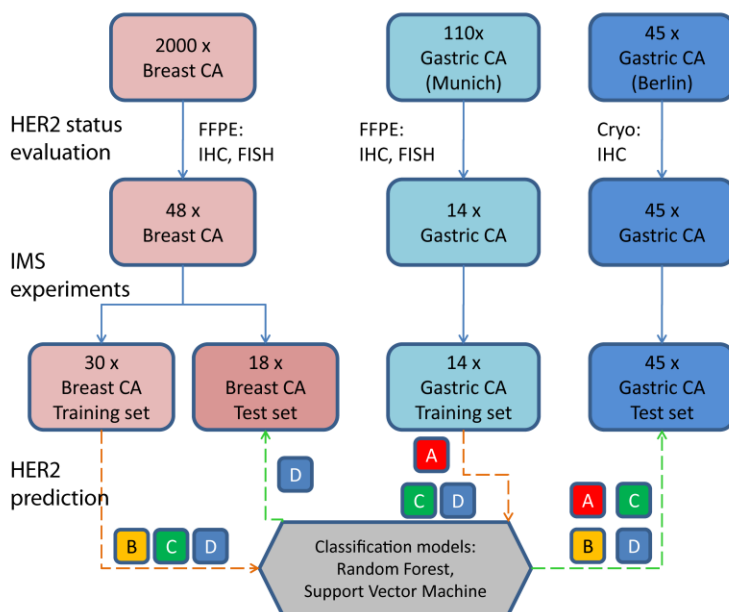 2000 x
Breast CA
110x
Gastric CA
(Munich)
45 x
Gastric CA
(Berlin)
HER2 status
evaluation
FFPE:
IHC, FISH
FFPE:
IHC, FISH
Cryo:
IHC
48 x
Breast CA
14 x
Gastric CA
45 x
Gastric CA
IMS
experiments
30 x
Breast CA
Training set
18 x
Breast CA
Test set
14 x
Gastric CA
Training set
45 x
Gastric CA
Test set
HER2
prediction
D
A
C D
A C
B D
B C D
Classification models:
Random Forest,
Support Vector Machine